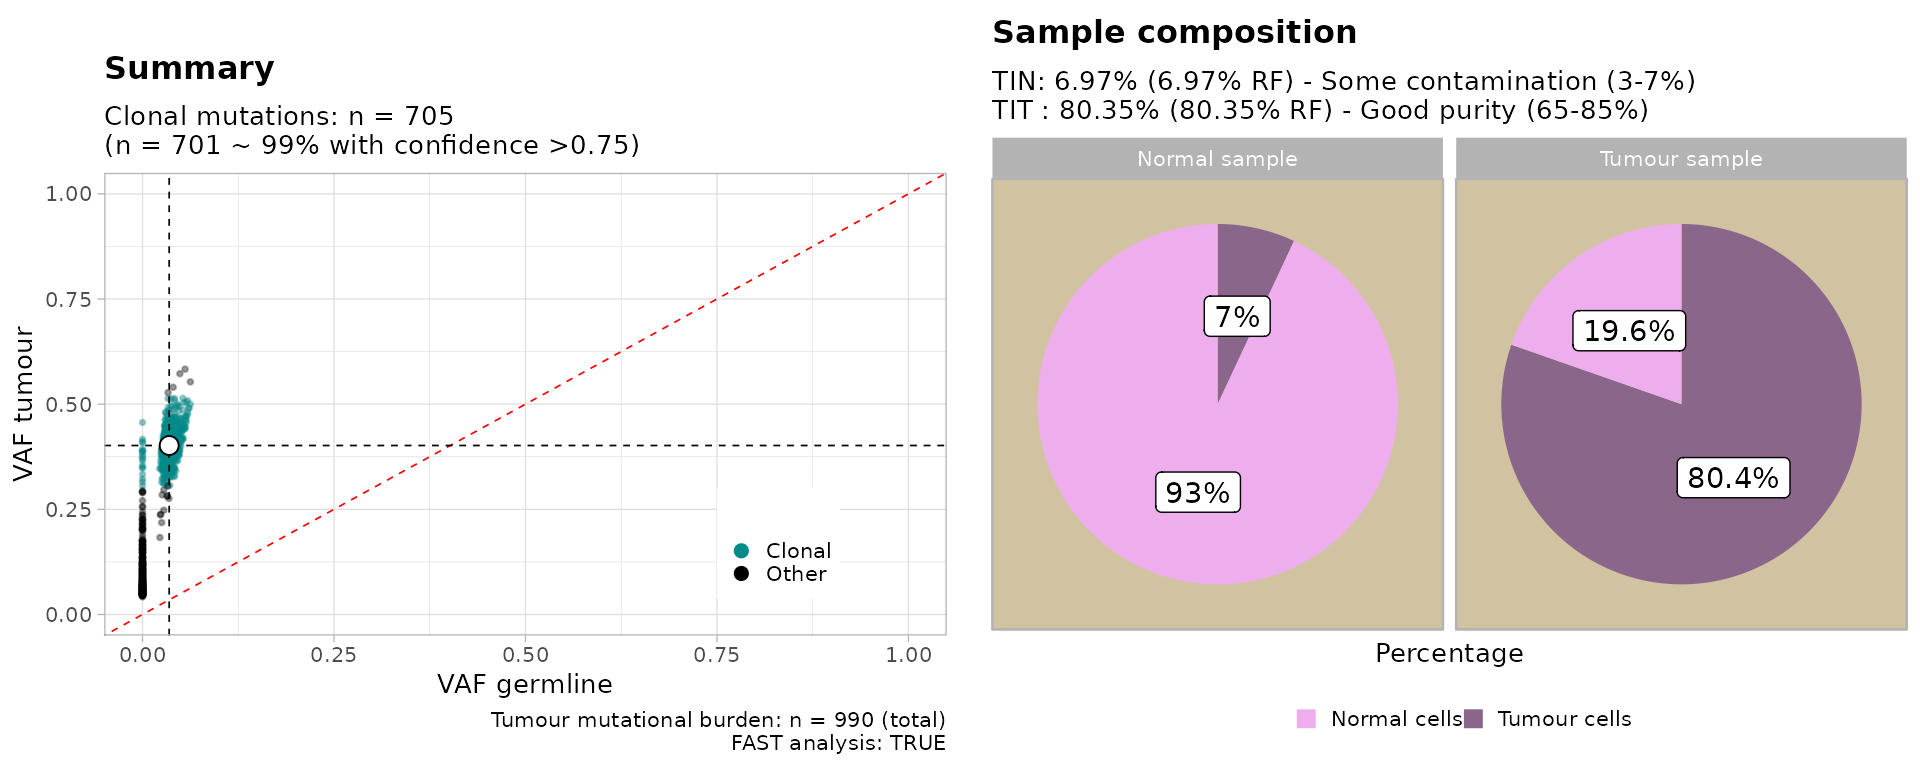 Summary
Clonal mutations: n = 705
(n = 701 ~ 99% with confidence >0.75)
VAF tumour
1.00
0.75
0.50
0.25
0.00
Clonal
Other
0.00 0.25 0.50 0.75 1.00
VAF germline
Tumour mutational burden: n = 990 (total)
FAST analysis: TRUE
Sample composition
TIN: 6.97% (6.97% RF) - Some contamination (3-7%)
TIT : 80.35% (80.35% RF) - Good purity (65-85%)
Normal sample
7%
93%
Tumour sample
19.6%
80.4%
Percentage
Normal cells Tumour cells